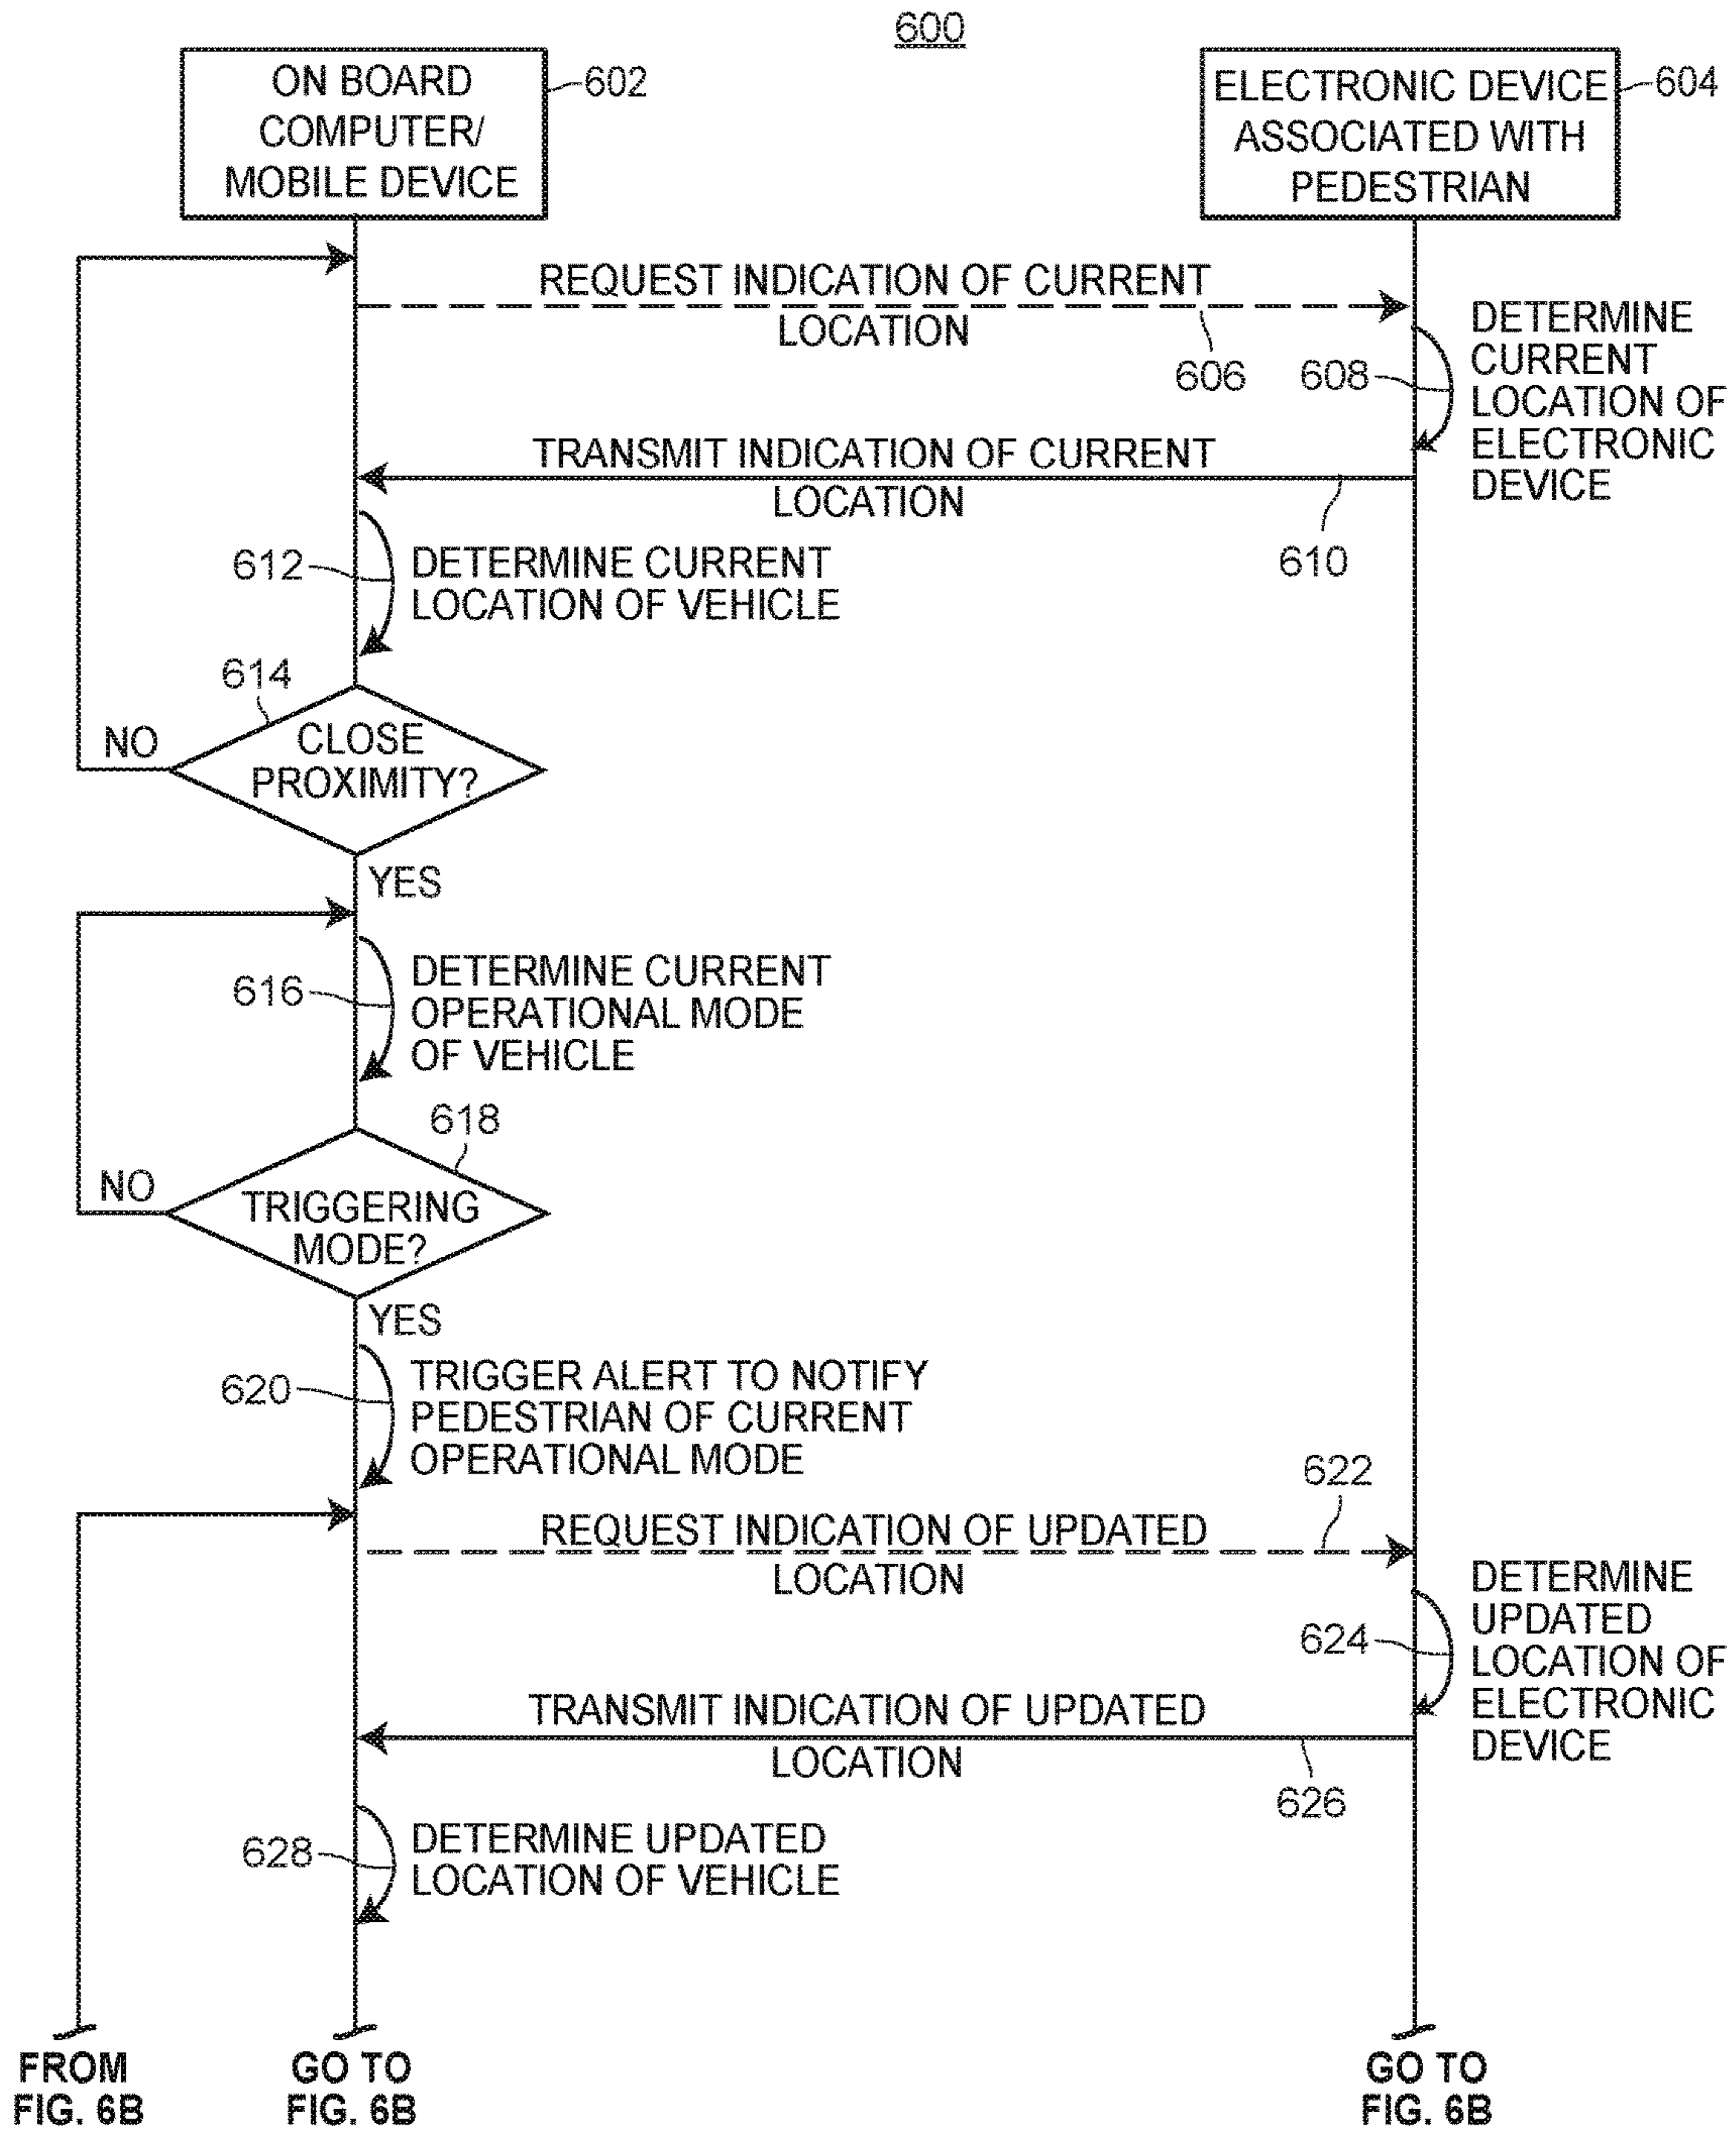 600
ON BOARD
COMPUTER/
MOBILE DEVICE
602
ELECTRONIC DEVICE
ASSOCIATED WITH
PEDESTRIAN
604
REQUEST INDICATION OF CURRENT
LOCATION
606
608
DETERMINE
CURRENT
LOCATION OF
ELECTRONIC
DEVICE
TRANSMIT INDICATION OF CURRENT
LOCATION
610
612
DETERMINE CURRENT
LOCATION OF VEHICLE
614
NO
CLOSE
PROXIMITY?
YES
616
DETERMINE CURRENT
OPERATIONAL MODE
OF VEHICLE
618
NO
TRIGGERING
MODE?
YES
620
TRIGGER ALERT TO NOTIFY
PEDESTRIAN OF CURRENT
OPERATIONAL MODE
622
REQUEST INDICATION OF UPDATED
LOCATION
624
DETERMINE
UPDATED
LOCATION OF
ELECTRONIC
DEVICE
TRANSMIT INDICATION OF UPDATED
LOCATION
626
628
DETERMINE UPDATED
LOCATION OF VEHICLE
FROM
FIG. 6B
GO TO
FIG. 6B
GO TO
FIG. 6B